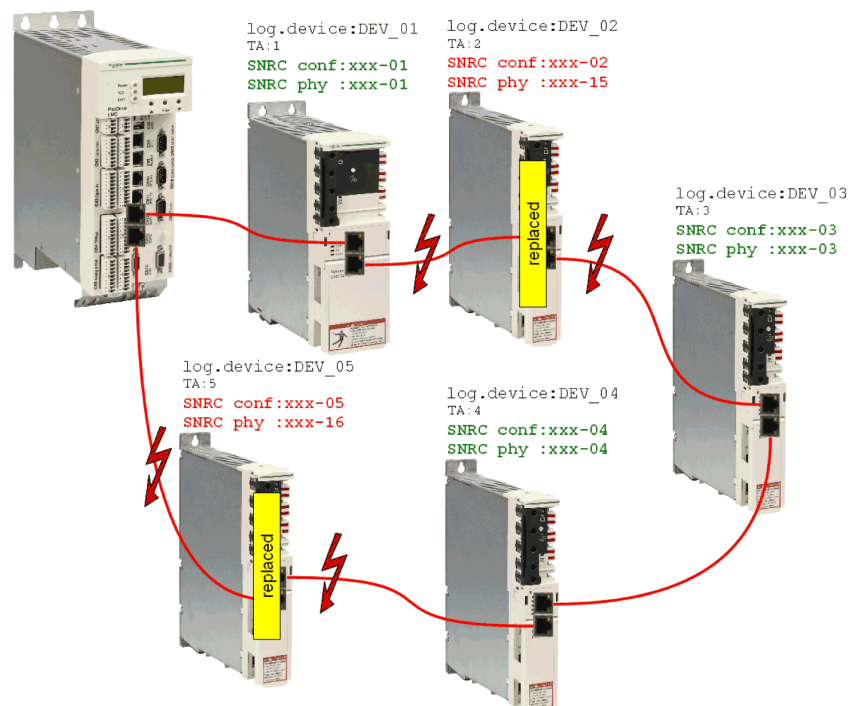 log.device:DEV_01
TA:1
SNRC conf:xxx-01
SNRC phy :xxx-01
log.device:DEV_02
TA:2
SNRC conf:xxx-02
SNRC phy :xxx-15
replaced
log.device:DEV_03
TA:3
SNRC conf:xxx-03
SNRC phy :xxx-03
log.device:DEV_05
TA:5
SNRC conf:xxx-05
SNRC phy :xxx-16
replaced
log.device:DEV_04
TA:4
SNRC conf:xxx-04
SNRC phy :xxx-04